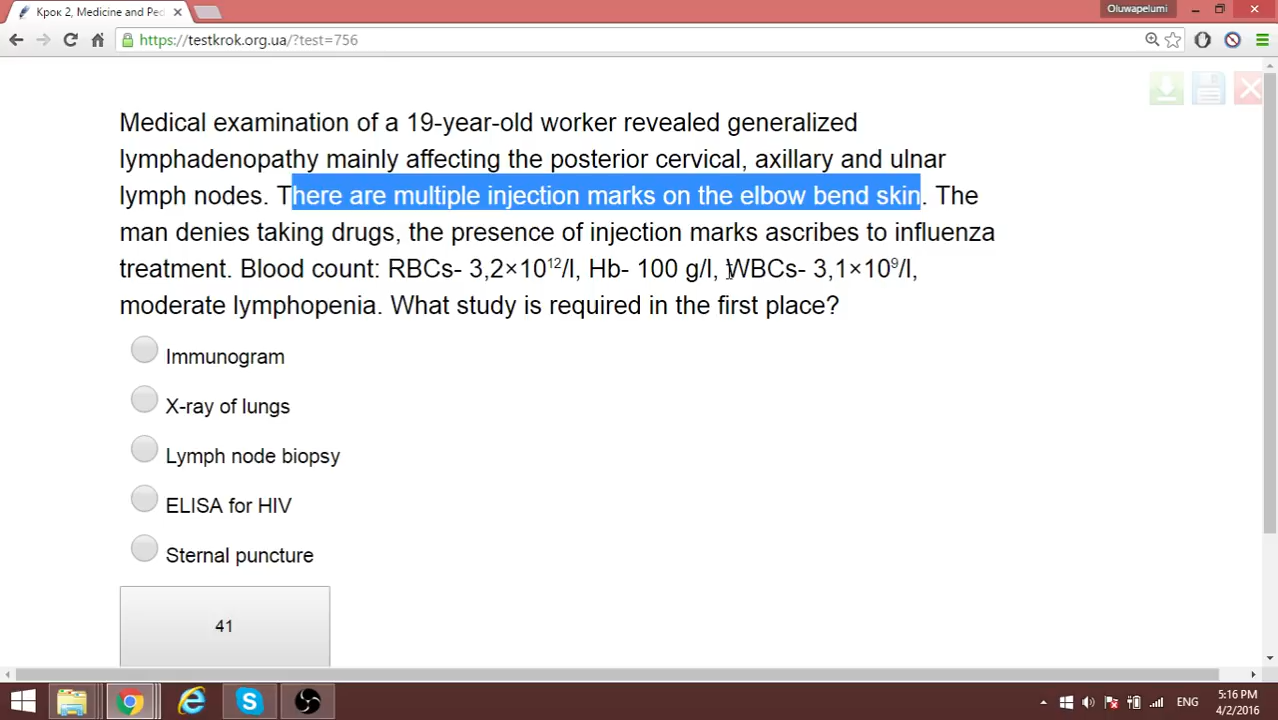 Крок 2, Medicine and Ped
Oluwapelumi
https://testkrok.org.ua/?test=756
Medical examination of a 19-year-old worker revealed generalized
lymphadenopathy mainly affecting the posterior cervical, axillary and ulnar
lymph nodes. There are multiple injection marks on the elbow bend skin. The
man denies taking drugs, the presence of injection marks ascribes to influenza
treatment. Blood count: RBCs- 3,2×10¹²/l, Hb- 100 g/l, WBCs- 3,1×10⁹/l,
moderate lymphopenia. What study is required in the first place?
Immunogram
X-ray of lungs
Lymph node biopsy
ELISA for HIV
Sternal puncture
41
ENG
5:16 PM
4/2/2016